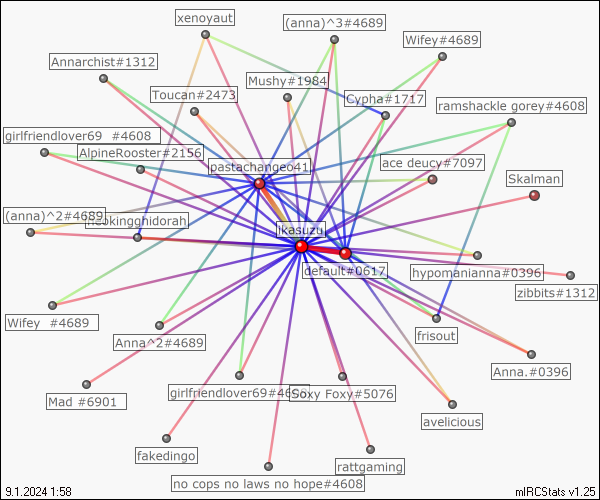 xenoyaut
(anna)^3#4689
Wifey#4689
Annarchist#1312
Mushy#1984
Toucan#2473
Cypha#1717
ramshackle gorey#4608
girlfriendlover69 #4608
AlpineRooster#2156
pastachangeo41
ace deucy#7097
Skalman
(anna)^2#4689
neokingghidorah
ikasuzu
default#0617
hypomanianna#0396
zibbits#1312
Wifey #4689
Anna^2#4689
frisout
Anna.#0396
Mad #6901
girlfriendlover69#4608
Soxy Foxy#5076
avelicious
fakedingo
rattgaming
no cops no laws no hope#4608
9.1.2024 1:58
mIRCStats v1.25